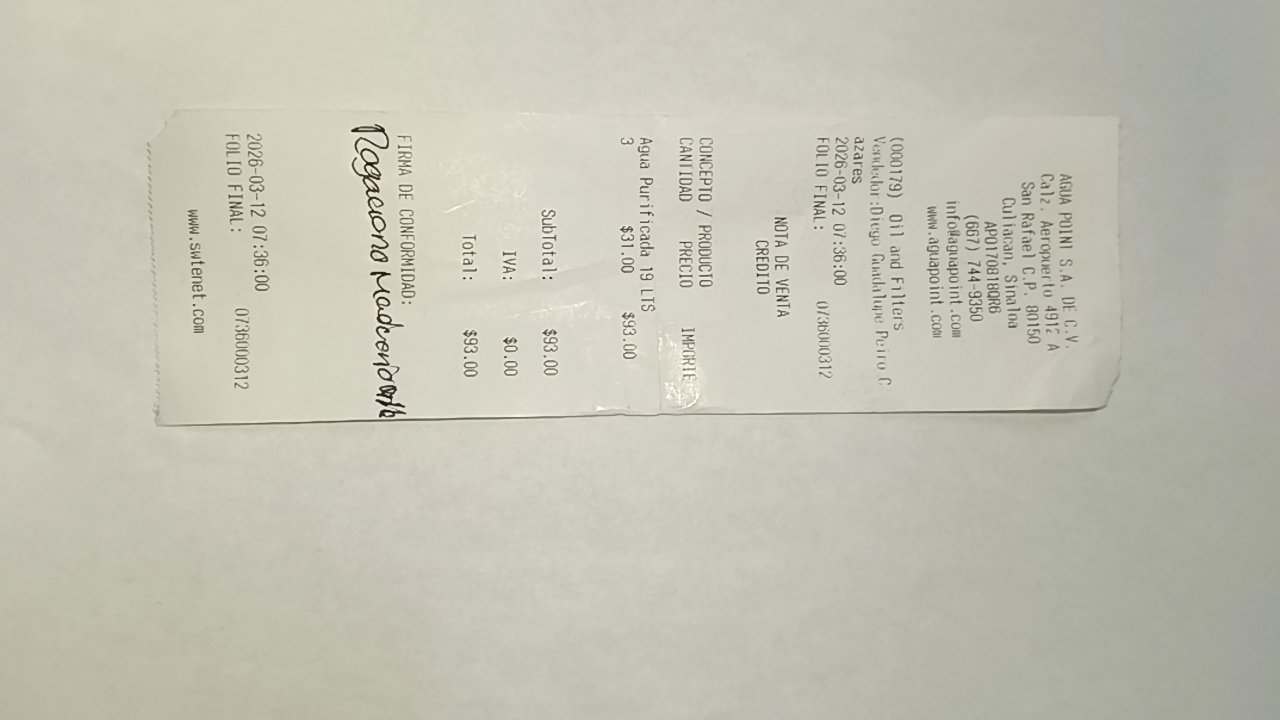 AGUA POINT S.A. DE C.V.
Calz. Aeropuerto 4912 A
San Rafael C.P. 80150
Culiacan, Sinaloa
APO170818QR6
(667) 744-9350
info@aguapoint.com
www.aguapoint.com
(000179) Oil and Filters
Vendedor:Diego Guadalupe Peiro C
azares
2026-03-12 07:36:00
FOLIO FINAL: 0736000312
NOTA DE VENTA
CREDITO
CONCEPTO / PRODUCTO
CANTIDAD PRECIO IMPORTE
Agua Purificada 19 LTS
3 $31.00 $93.00
SubTotal: $93.00
IVA: $0.00
Total: $93.00
FIRMA DE CONFORMIDAD:
2026-03-12 07:36:00
FOLIO FINAL: 0736000312
www.swtenet.com